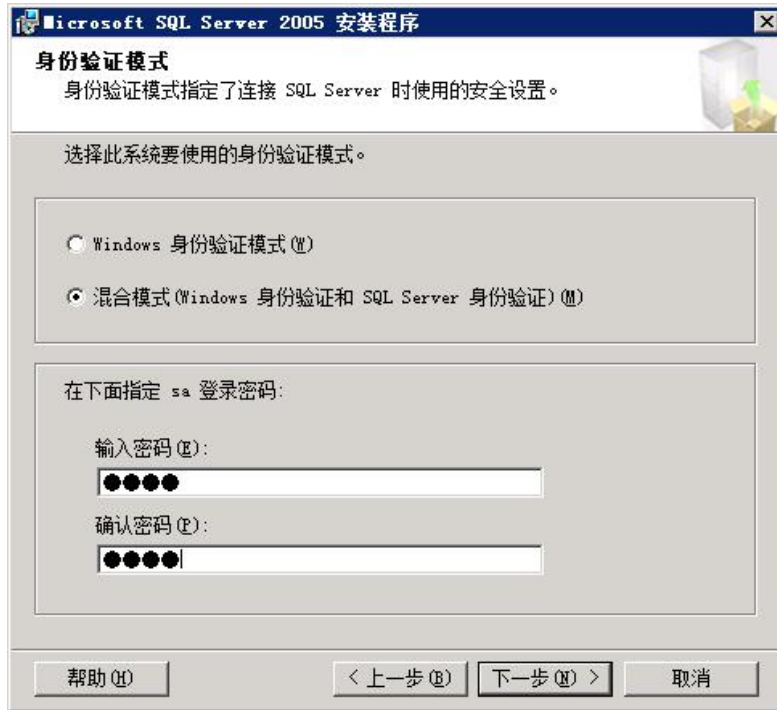 Microsoft SQL Server 2005 安装程序
身份验证模式
身份验证模式指定了连接 SQL Server 时使用的安全设置。
选择此系统要使用的身份验证模式。
Windows 身份验证模式(W)
混合模式(Windows 身份验证和 SQL Server 身份验证)(M)
在下面指定 sa 登录密码:
输入密码(E):
●●●●
确认密码(P):
●●●●
帮助(H)
< 上一步(B)
下一步(N) >
取消